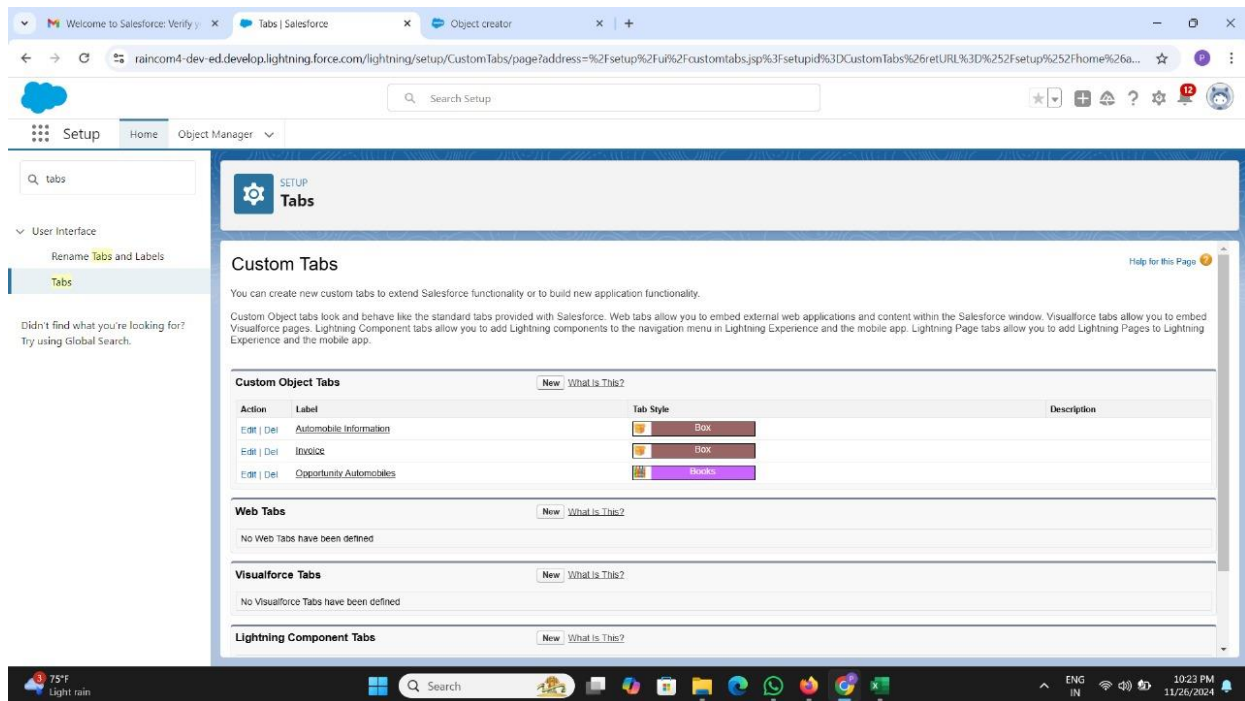 Welcome to Salesforce: Verify y
Tabs | Salesforce
Object creator
raincom4-dev-ed.develop.lightning.force.com/lightning/setup/CustomTabs/page?address=%2Fsetup%2Fui%2Fcustomtabs.jsp%3Fsetupid%3DCustomTabs%26retURL%3D%252Fsetup%252Fhome%26a...
P
Search Setup
12
Setup
Home
Object Manager
tabs
SETUP
Tabs
User Interface
Rename Tabs and Labels
Tabs
Didn't find what you're looking for?
Try using Global Search.
Custom Tabs
Help for this Page
You can create new custom tabs to extend Salesforce functionality or to build new application functionality.
Custom Object tabs look and behave like the standard tabs provided with Salesforce. Web tabs allow you to embed external web applications and content within the Salesforce window. Visualforce tabs allow you to embed
Visualforce pages. Lightning Component tabs allow you to add Lightning components to the navigation menu in Lightning Experience and the mobile app. Lightning Page tabs allow you to add Lightning Pages to Lightning
Experience and the mobile app.
Custom Object Tabs New What Is This?
Action Label Tab Style Description
Edit | Del Automobile Information Box
Edit | Del Invoice Box
Edit | Del Opportunity Automobiles Books
Web Tabs New What Is This?
No Web Tabs have been defined
Visualforce Tabs New What Is This?
No Visualforce Tabs have been defined
Lightning Component Tabs New What Is This?
3
75°F
Light rain
Search
ENG
IN
10:23 PM
11/26/2024